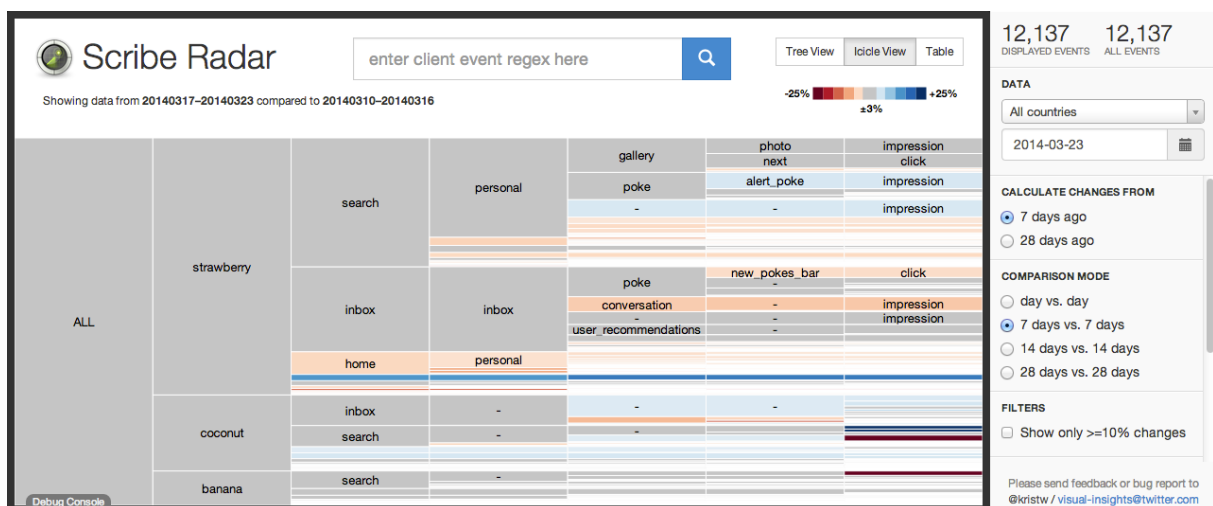 Scribe Radar
enter client event regex here
Tree View Icicle View Table
Showing data from 20140317–20140323 compared to 20140310–20140316
-25% +25%
±3%
ALL
strawberry
search
personal
gallery
photo
impression
next
click
poke
alert_poke
impression
-
-
impression
inbox
inbox
poke
new_pokes_bar
click
-
conversation
-
impression
-
-
impression
user_recommendations
-
home
personal
coconut
inbox
-
-
-
search
-
-
banana
search
-
Debug Console
12,137 12,137
DISPLAYED EVENTS ALL EVENTS
DATA
All countries
2014-03-23
CALCULATE CHANGES FROM
7 days ago
28 days ago
COMPARISON MODE
day vs. day
7 days vs. 7 days
14 days vs. 14 days
28 days vs. 28 days
FILTERS
Show only >=10% changes
Please send feedback or bug report to
@kristw / visual-insights@twitter.com